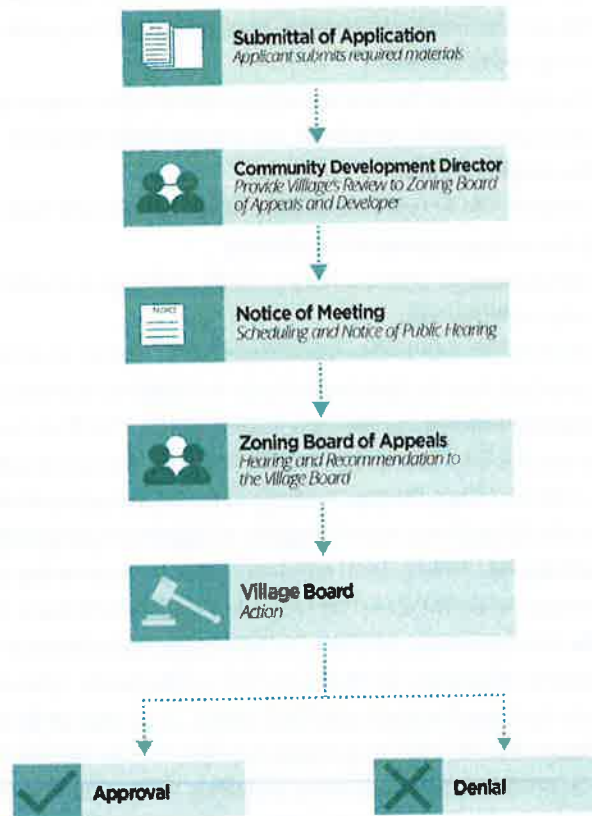 Submittal of Application
Applicant submits required materials
Community Development Director
Provide Villlage's Review to Zoning Board
of Appeals and Developer
NOTICE
Notice of Meeting
Scheduling and Notice of Public Hearing
Zoning Board of Appeals
Hearing and Recommendation to
the Village Board
Village Board
Action
Approval
Denial